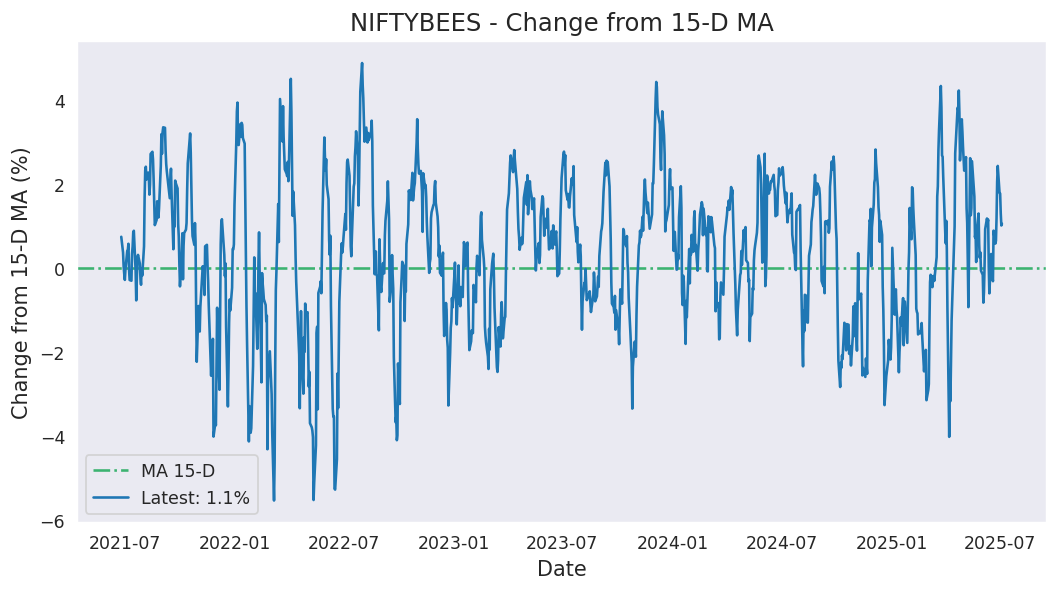 NIFTYBEES - Change from 15-D MA
Change from 15-D MA (%)
4
2
0
−2
−4
−6
MA 15-D
Latest: 1.1%
2021-07 2022-01 2022-07 2023-01 2023-07 2024-01 2024-07 2025-01 2025-07
Date